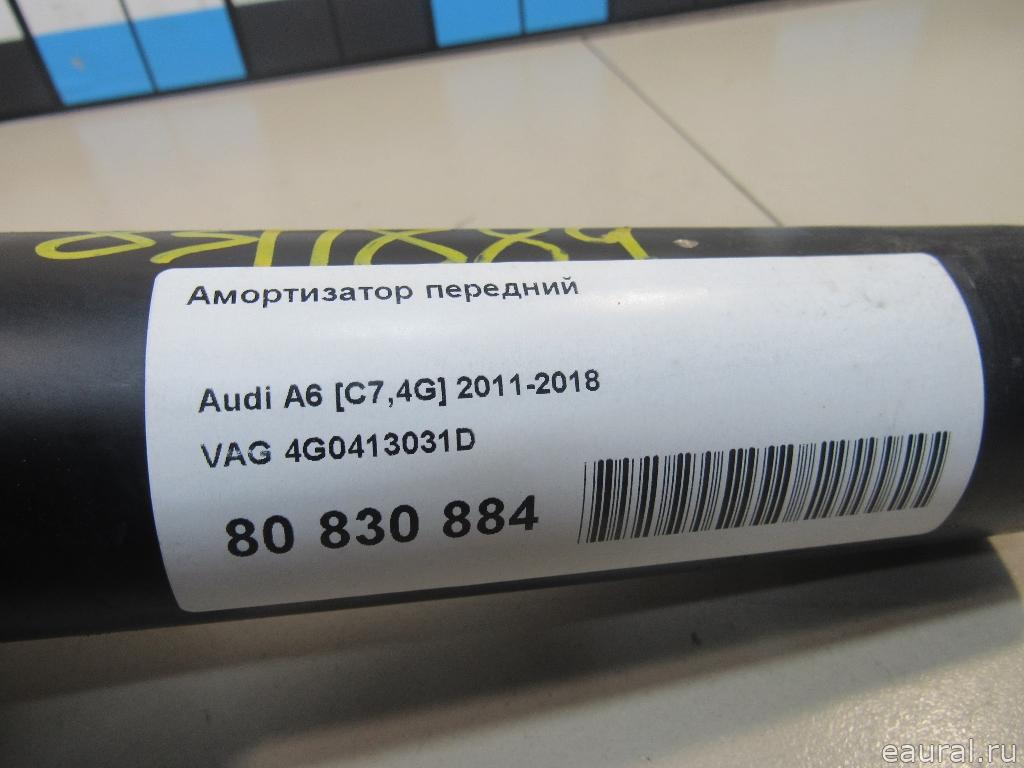 Амортизатор передний
Audi A6 [C7,4G] 2011-2018
VAG 4G0413031D
80 830 884
eaural.ru